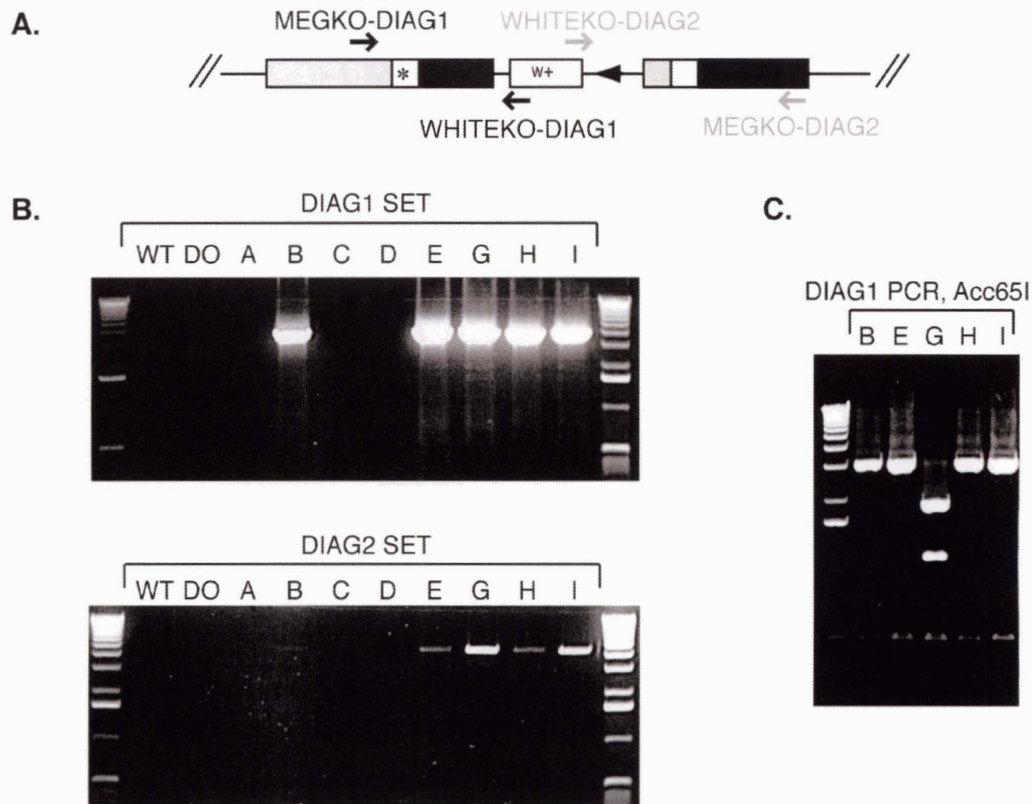 A.
MEGKO-DIAG1 WHITEKO-DIAG2
* w+
WHITEKO-DIAG1 MEGKO-DIAG2
B.
DIAG1 SET
WT DO A B C D E G H I
DIAG2 SET
WT DO A B C D E G H I
C.
DIAG1 PCR, Acc65I
B E G H I